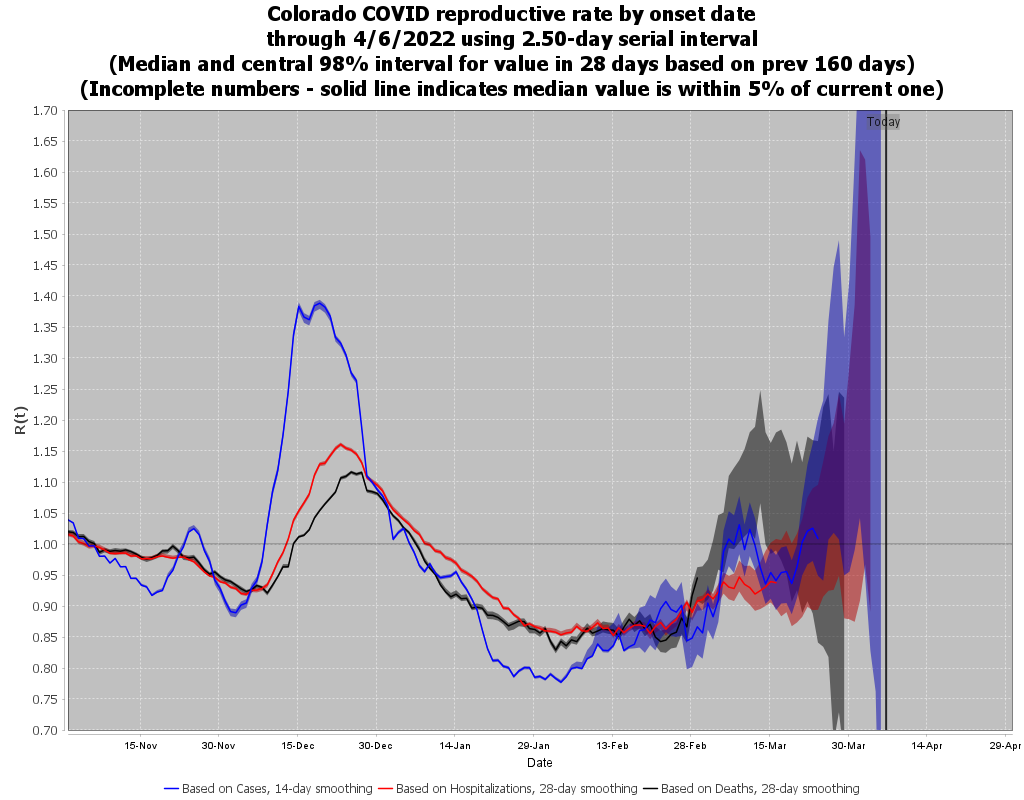 Colorado COVID reproductive rate by onset date
through 4/6/2022 using 2.50-day serial interval
(Median and central 98% interval for value in 28 days based on prev 160 days)
(Incomplete numbers - solid line indicates median value is within 5% of current one)
1.70
Today
1.65
1.60
1.55
1.50
1.45
1.40
1.35
1.30
1.25
1.20
R(t)
1.15
1.10
1.05
1.00
0.95
0.90
0.85
0.80
0.75
0.70
15-Nov 30-Nov 15-Dec 30-Dec 14-Jan 29-Jan 13-Feb 28-Feb 15-Mar 30-Mar 14-Apr 29-Apr
Date
Based on Cases, 14-day smoothing Based on Hospitalizations, 28-day smoothing Based on Deaths, 28-day smoothing